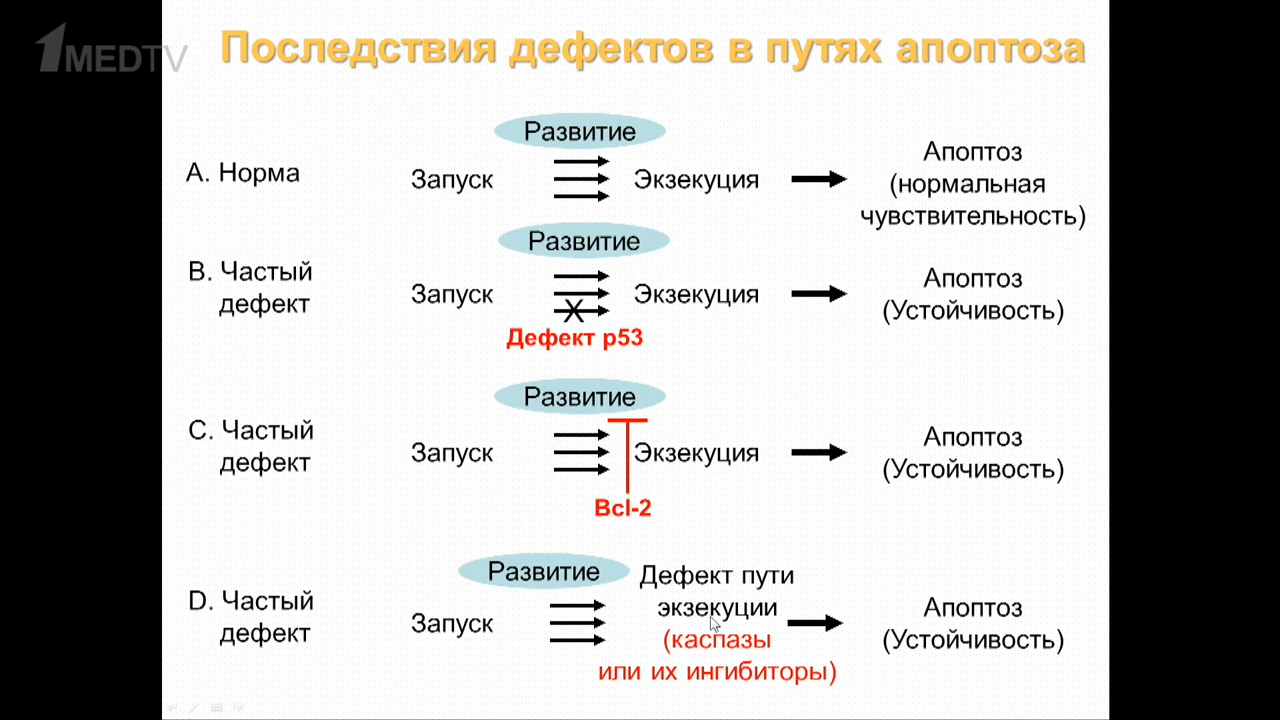 1MEDTV
Последствия дефектов в путях апоптоза
Развитие
А. Норма
Запуск
Экзекуция
Апоптоз
(нормальная
чувствительность)
Развитие
В. Частый
дефект
Запуск
Экзекуция
Апоптоз
(Устойчивость)
Дефект р53
Развитие
С. Частый
дефект
Запуск
Экзекуция
Апоптоз
(Устойчивость)
Bcl-2
Развитие
D. Частый
дефект
Запуск
Дефект пути
экзекуции
(каспазы
или их ингибиторы)
Апоптоз
(Устойчивость)